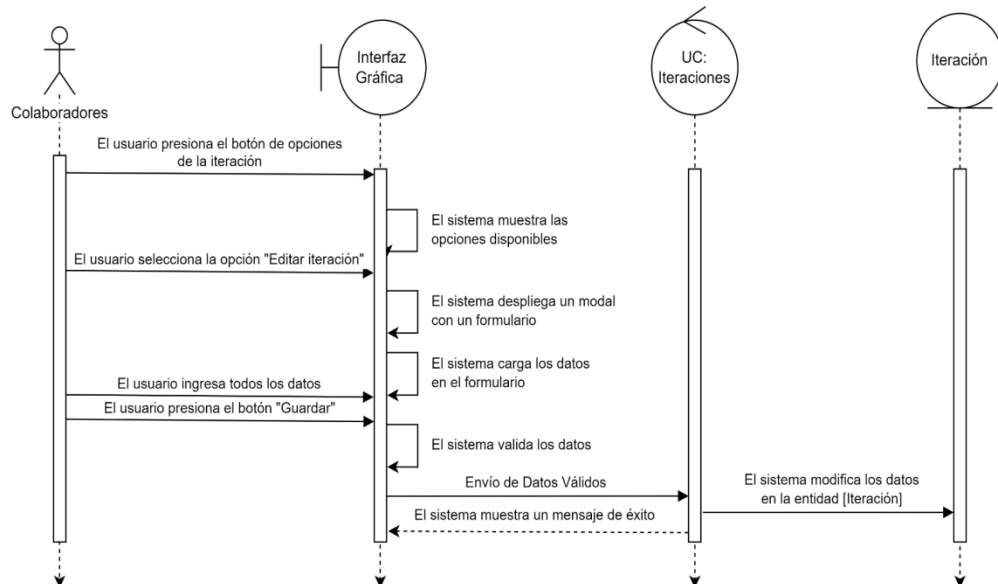 Colaboradores
Interfaz
Gráfica
UC:
Iteraciones
Iteración
El usuario presiona el botón de opciones
de la iteración
El sistema muestra las
opciones disponibles
El usuario selecciona la opción "Editar iteración"
El sistema despliega un modal
con un formulario
El sistema carga los datos
en el formulario
El usuario ingresa todos los datos
El usuario presiona el botón "Guardar"
El sistema valida los datos
Envío de Datos Válidos
El sistema modifica los datos
en la entidad [Iteración]
El sistema muestra un mensaje de éxito